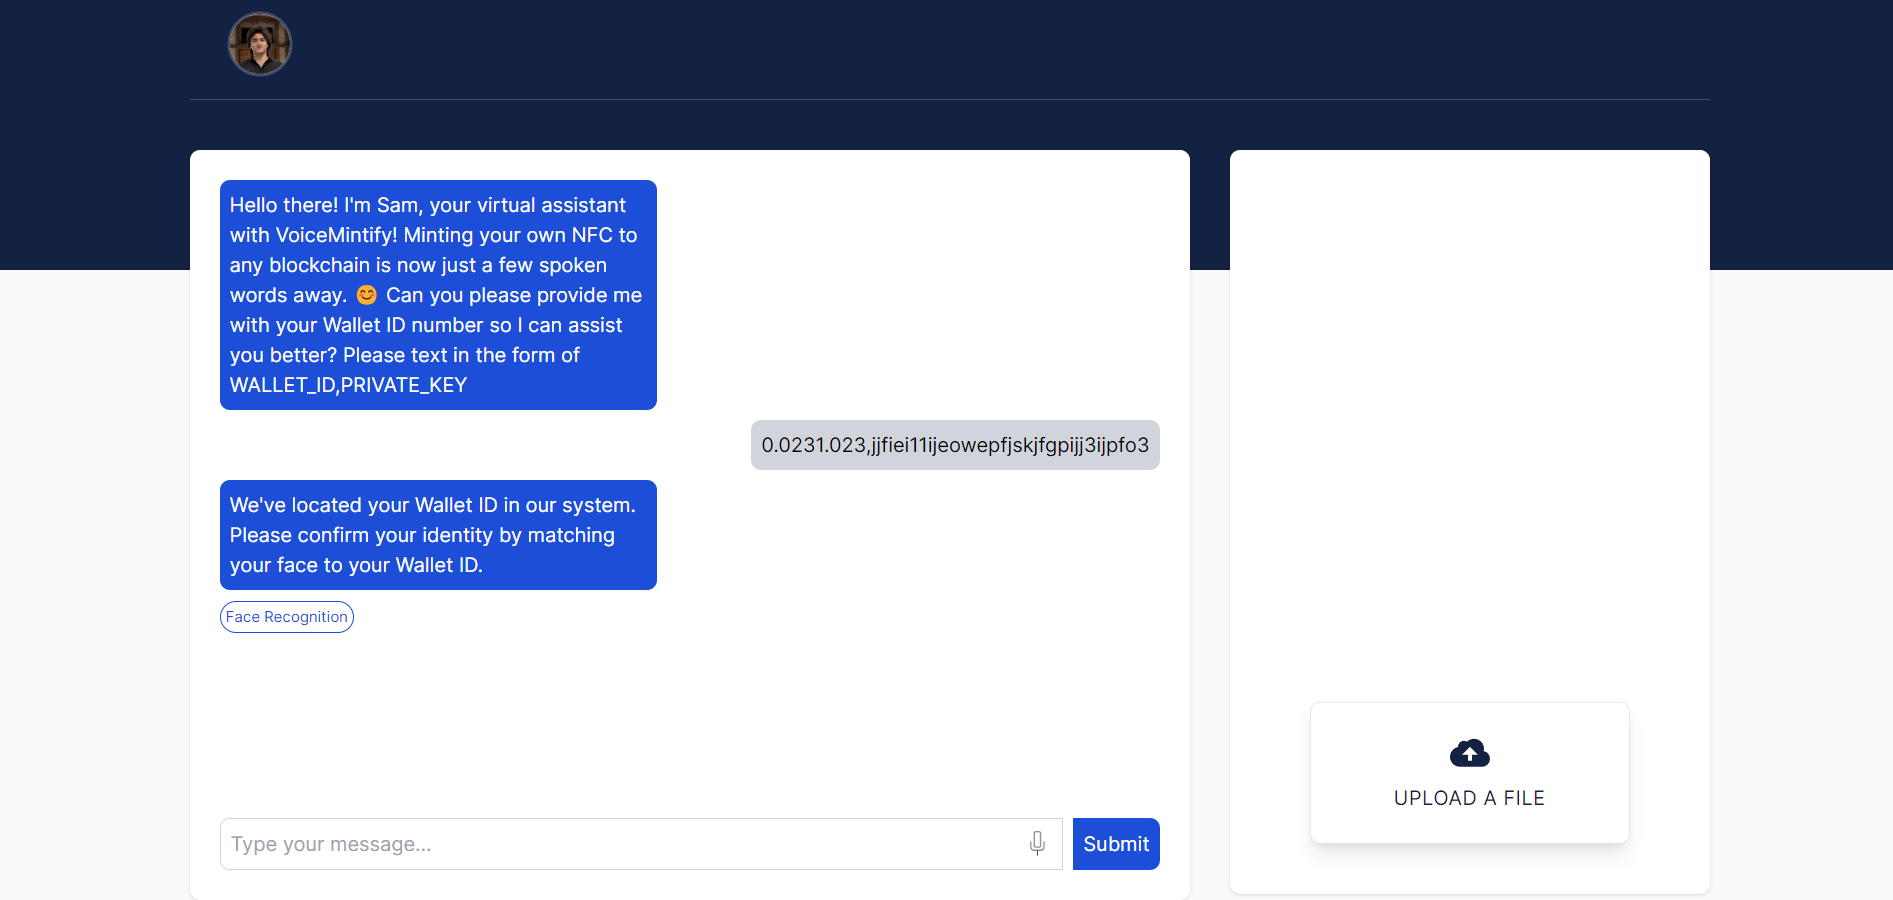 Hello there! I'm Sam, your virtual assistant
with VoiceMintify! Minting your own NFC to
any blockchain is now just a few spoken
words away. 😊 Can you please provide me
with your Wallet ID number so I can assist
you better? Please text in the form of
WALLET_ID,PRIVATE_KEY
0.0231.023,jjfiei11ijeowepfjskjfgpijj3ijpfo3
We've located your Wallet ID in our system.
Please confirm your identity by matching
your face to your Wallet ID.
Face Recognition
Type your message...
Submit
UPLOAD A FILE